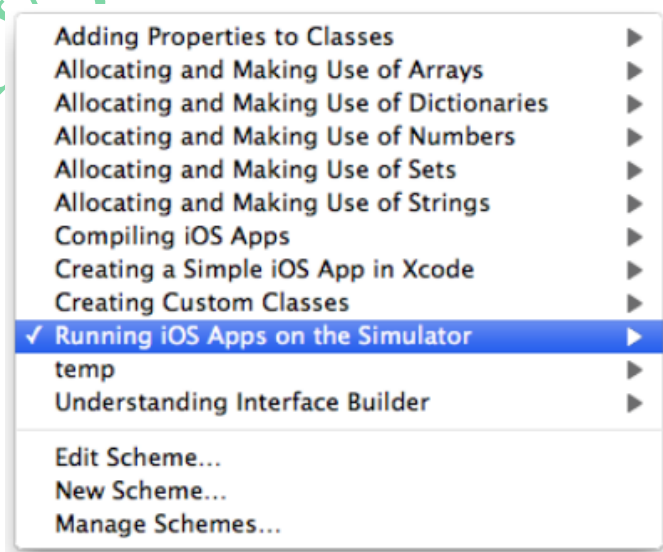 Adding Properties to Classes
Allocating and Making Use of Arrays
Allocating and Making Use of Dictionaries
Allocating and Making Use of Numbers
Allocating and Making Use of Sets
Allocating and Making Use of Strings
Compiling iOS Apps
Creating a Simple iOS App in Xcode
Creating Custom Classes
✓ Running iOS Apps on the Simulator
temp
Understanding Interface Builder
Edit Scheme...
New Scheme...
Manage Schemes...